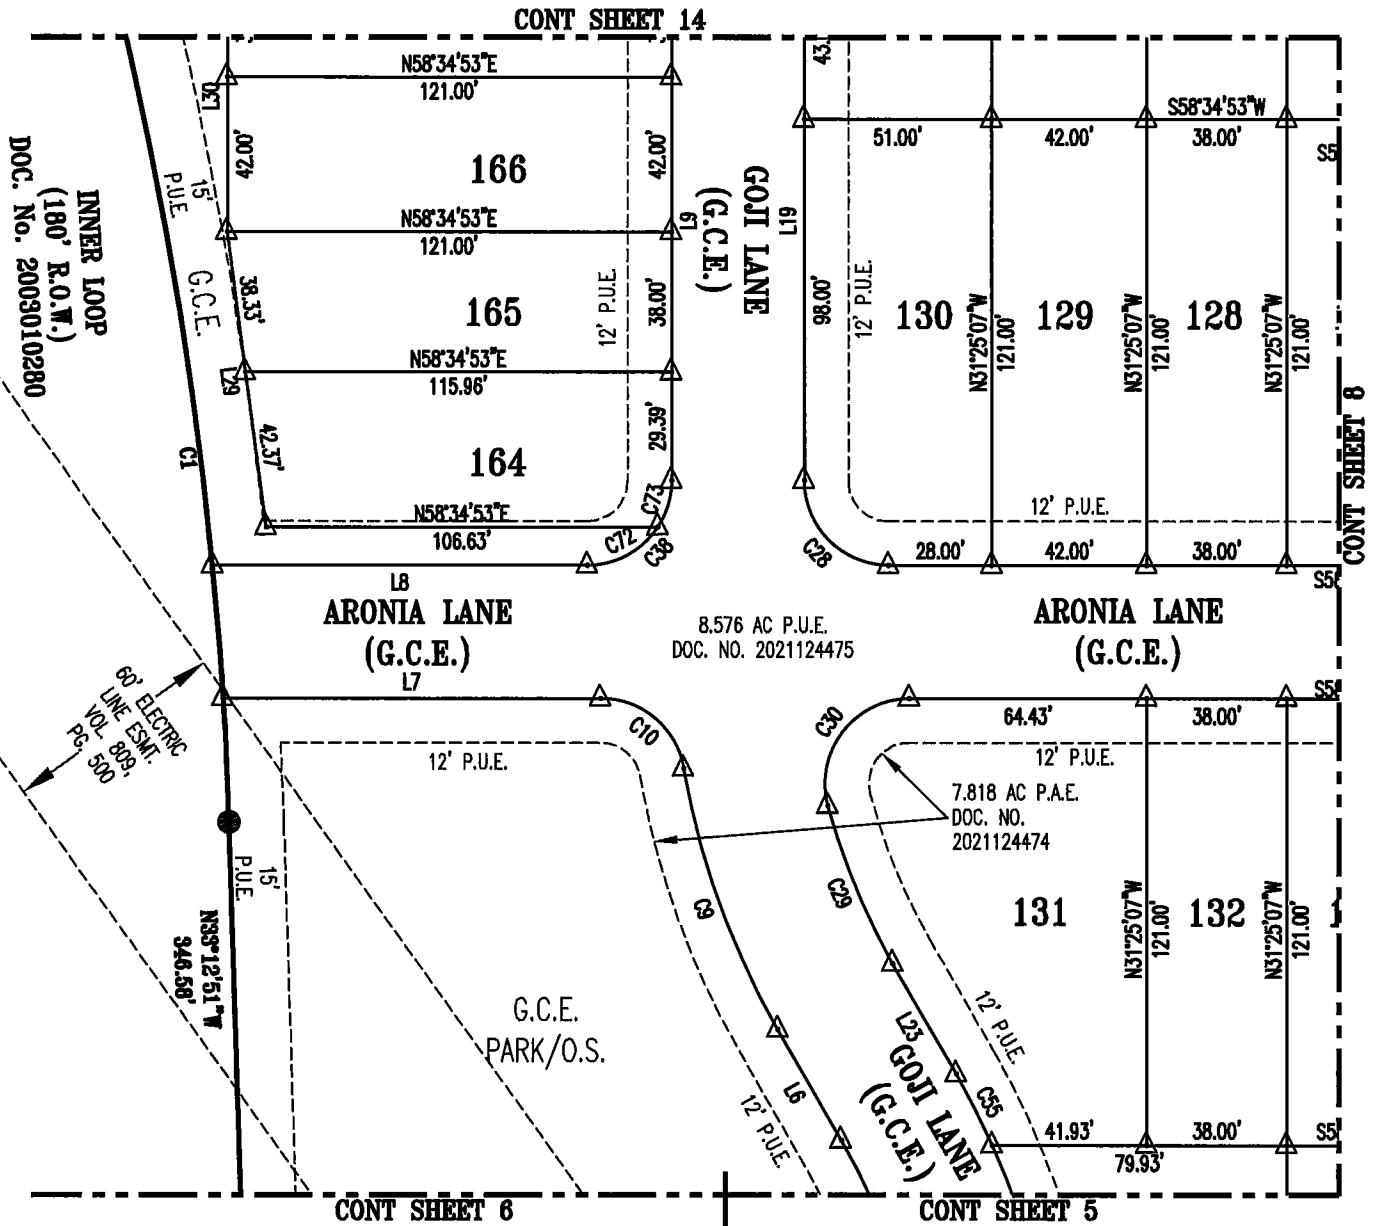 CONT SHEET 14
N58°34'53"E
121.00'
L30
42.00'
42.00'
166
15'
P.U.E.
N58°34'53"E
121.00'
L9
GOJI LANE
(G.C.E.)
L19
43.
51.00'
42.00'
S58°34'53"W
38.00'
S5
INNER LOOP
(180' R.O.W.)
DOC. No. 2003010280
G.C.E.
38.33'
165
12' P.U.E.
38.00'
98.00'
12' P.U.E.
130
N31°25'07"W
121.00'
129
N31°25'07"W
121.00'
128
N31°25'07"W
121.00'
N58°34'53"E
115.96'
L29
29.39'
C1
42.37'
164
C73
N58°34'53"E
106.63'
C72
C38
C28
12' P.U.E.
28.00'
42.00'
38.00'
S5
CONT SHEET 8
L8
ARONIA LANE
(G.C.E.)
8.576 AC P.U.E.
DOC. NO. 2021124475
ARONIA LANE
(G.C.E.)
L7
60' ELECTRIC
LINE ESMT.
VOL. 809,
PG. 500
C10
C30
64.43'
38.00'
S5
12' P.U.E.
12' P.U.E.
7.818 AC P.A.E.
DOC. NO.
2021124474
15'
P.U.E.
C9
C29
131
N31°25'07"W
121.00'
132
N31°25'07"W
121.00'
1
N33°12'51"W
346.58'
G.C.E.
PARK/O.S.
L6
L23
GOJI LANE
(G.C.E.)
12' P.U.E.
C55
12' P.U.E.
41.93'
38.00'
S5
79.93'
CONT SHEET 6
CONT SHEET 5